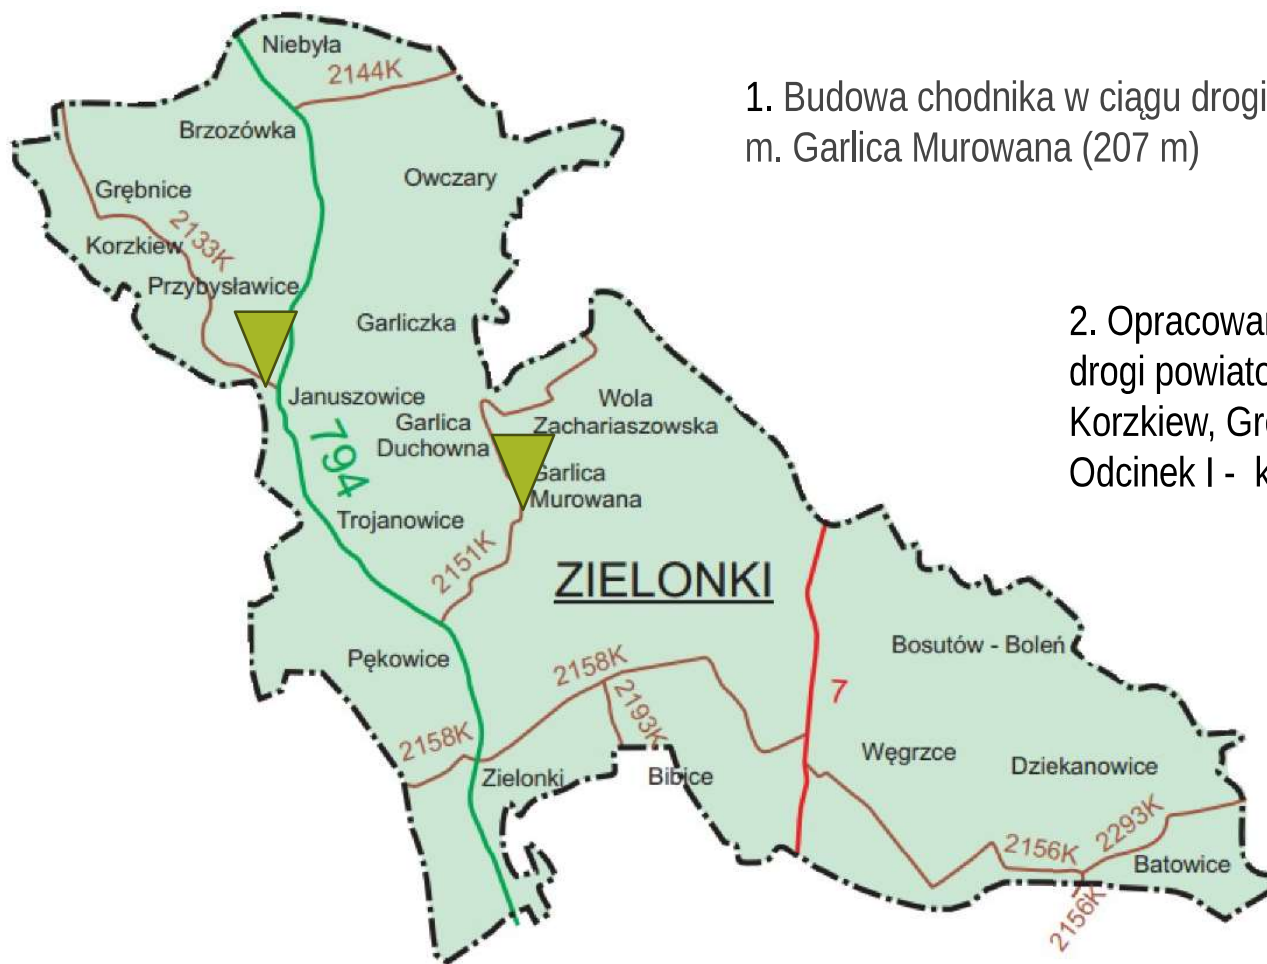 Niebyła
2144K
1. Budowa chodnika w ciągu drogi
m. Garlica Murowana (207 m)
Brzozówka
Owczary
Grębnice
2133K
Korzkiew
Przybysławice
Garliczka
2. Opracowan
drogi powiato
Korzkiew, Gr
Odcinek I - k
Januszowice
Garlica
Duchowna
Wola
Zachariaszowska
794
Garlica
Murowana
Trojanowice
2151K
ZIELONKI
Bosutów - Boleń
Pękowice
2158K
2193K
7
2158K
Zielonki
Bibice
Węgrzce
Dziekanowice
2293K
2156K
Batowice
2156K